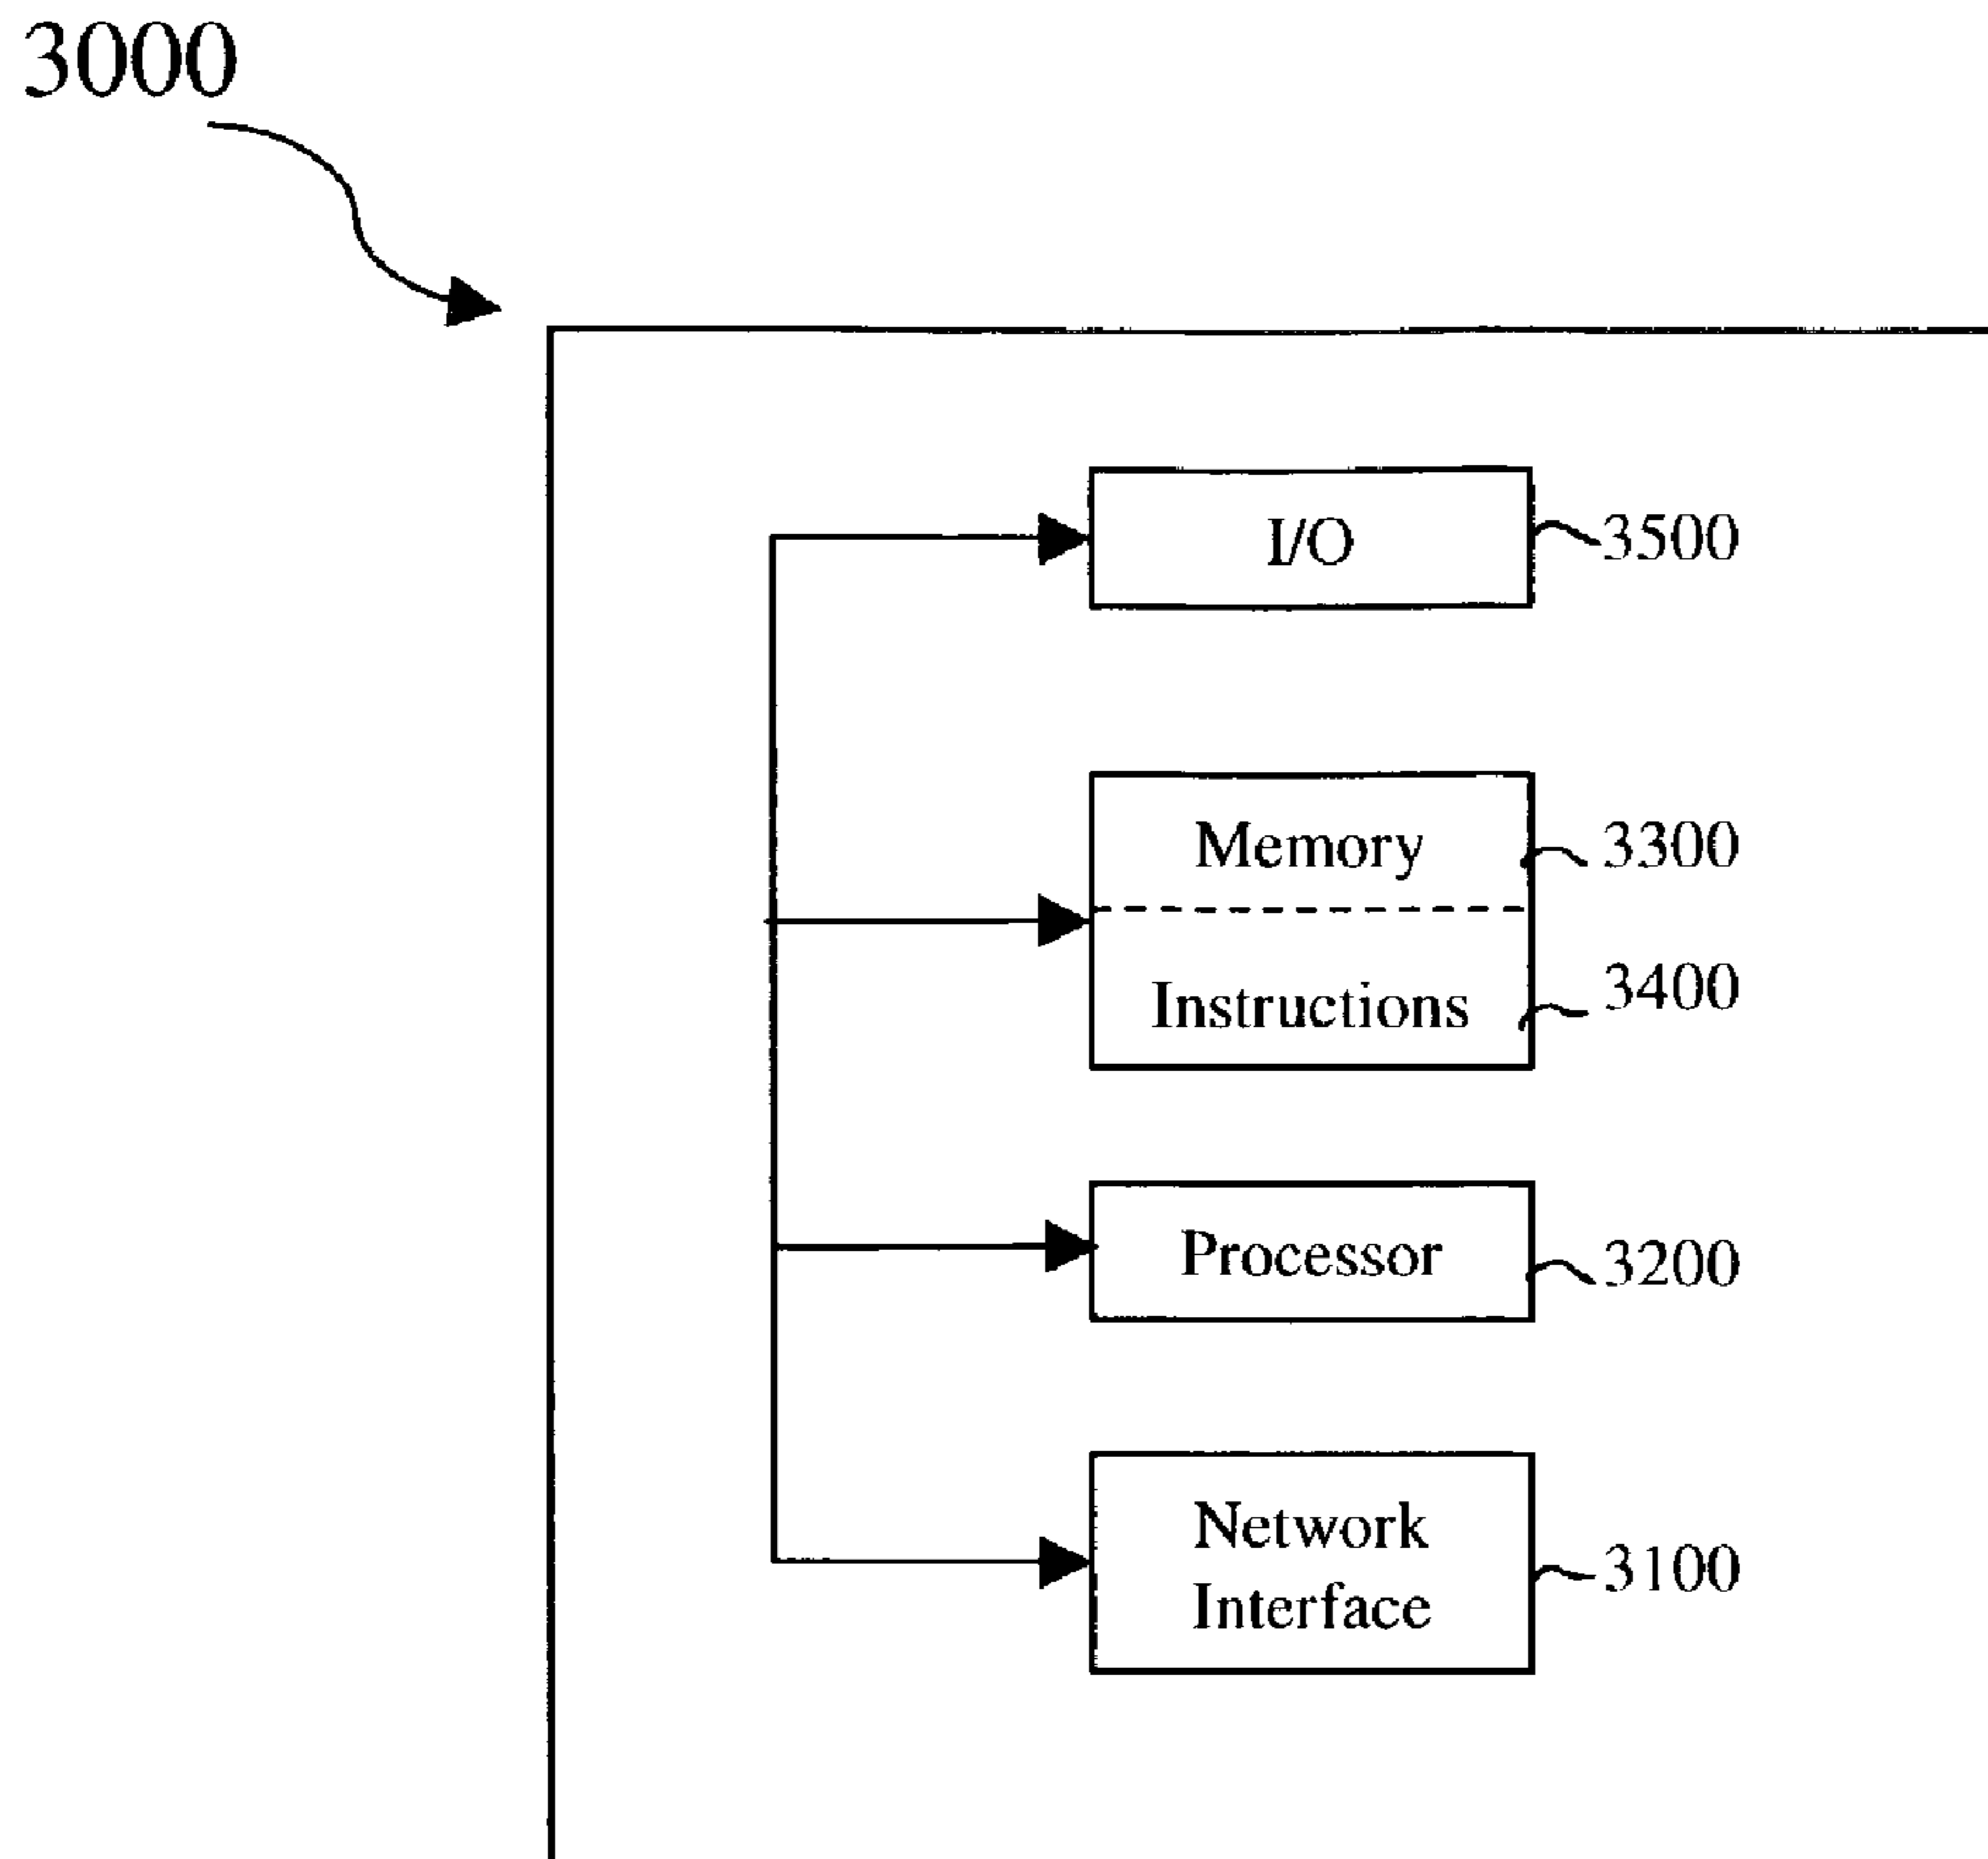 3000
I/O
3500
Memory
3300
Instructions
3400
Processor
3200
Network
Interface
3100